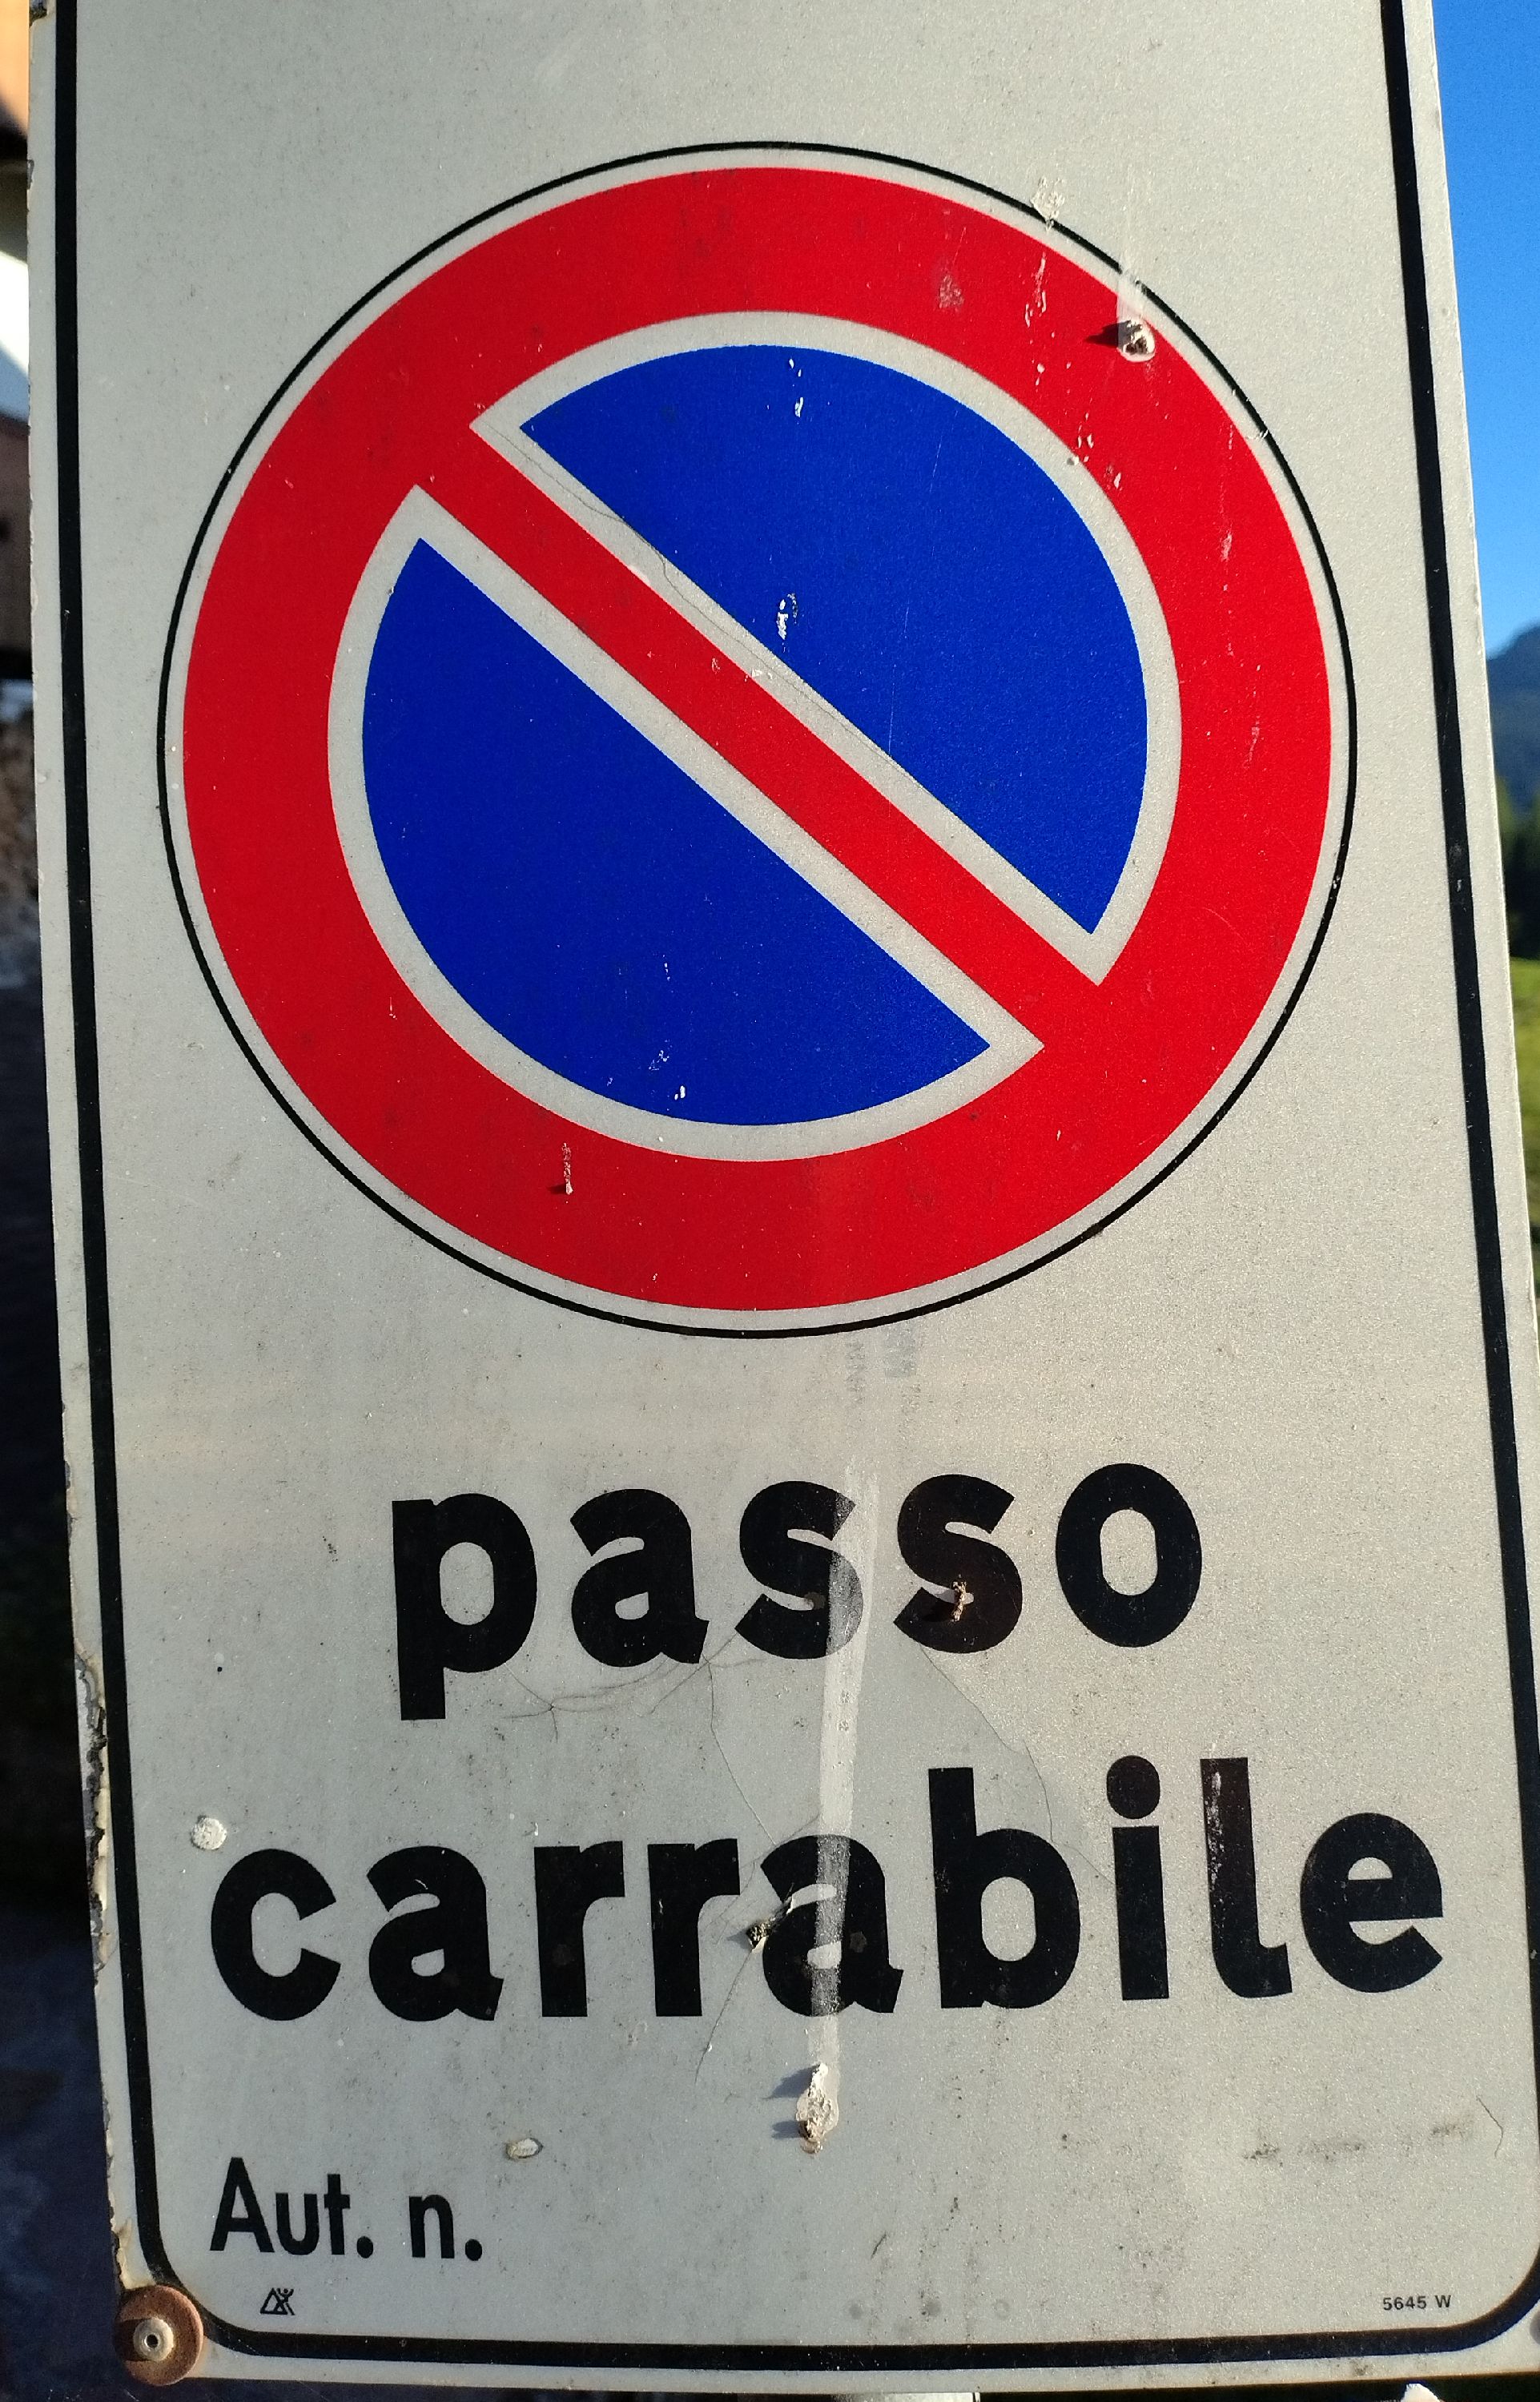 passo
carrabile
Aut. n.
5645 W